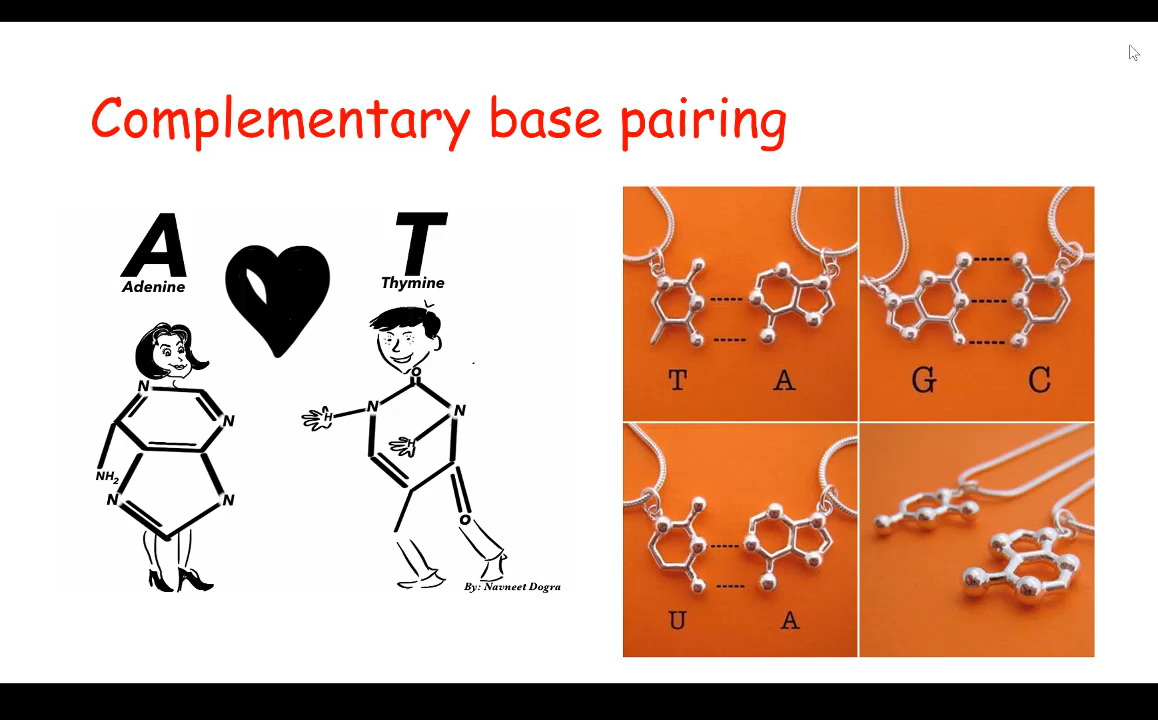 Complementary base pairing
A T
Adenine Thymine
O
N N N
H
N H
NH2
N N
O
By: Navneet Dogra
T A G C
U A